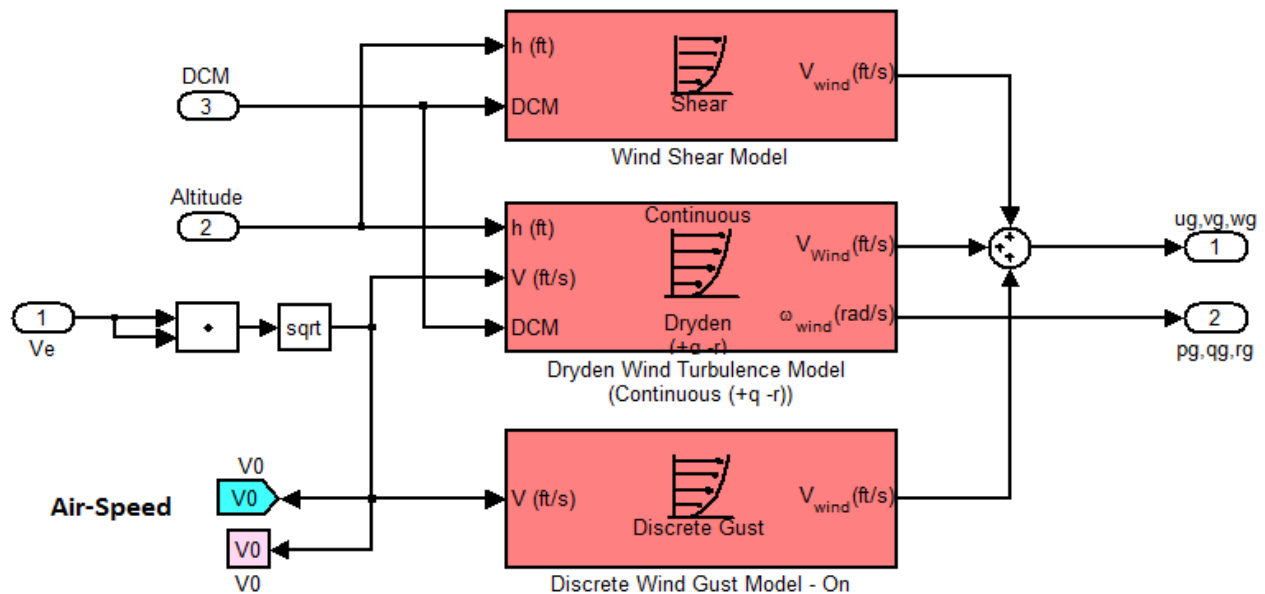 h (ft)
DCM
V_wind(ft/s)
Shear
Wind Shear Model
DCM
3
Altitude
2
Continuous
h (ft)
V (ft/s)
DCM
V_Wind(ft/s)
ω_wind(rad/s)
Dryden
(+q -r)
Dryden Wind Turbulence Model
(Continuous (+q -r))
+
+
+
ug,vg,wg
1
2
pg,qg,rg
1
Ve
sqrt
V0
V0
Air-Speed
V0
V0
V (ft/s)
V_wind(ft/s)
Discrete Gust
Discrete Wind Gust Model - On